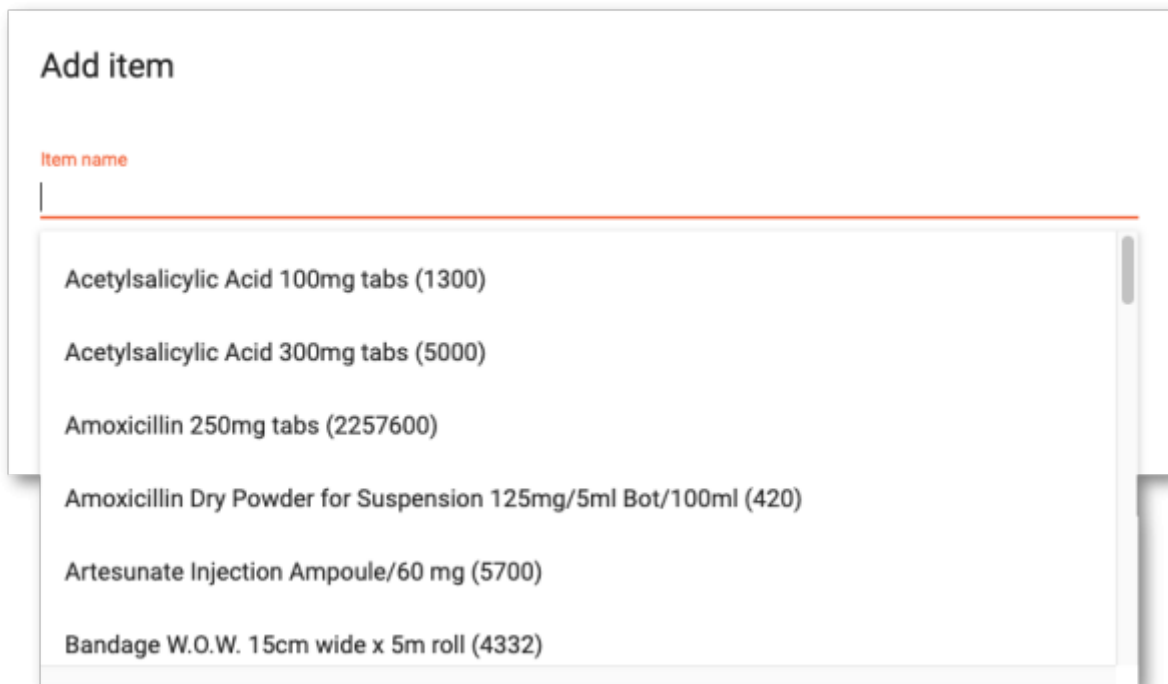 Add item
Item name
Acetylsalicylic Acid 100mg tabs (1300)
Acetylsalicylic Acid 300mg tabs (5000)
Amoxicillin 250mg tabs (2257600)
Amoxicillin Dry Powder for Suspension 125mg/5ml Bot/100ml (420)
Artesunate Injection Ampoule/60 mg (5700)
Bandage W.O.W. 15cm wide x 5m roll (4332)